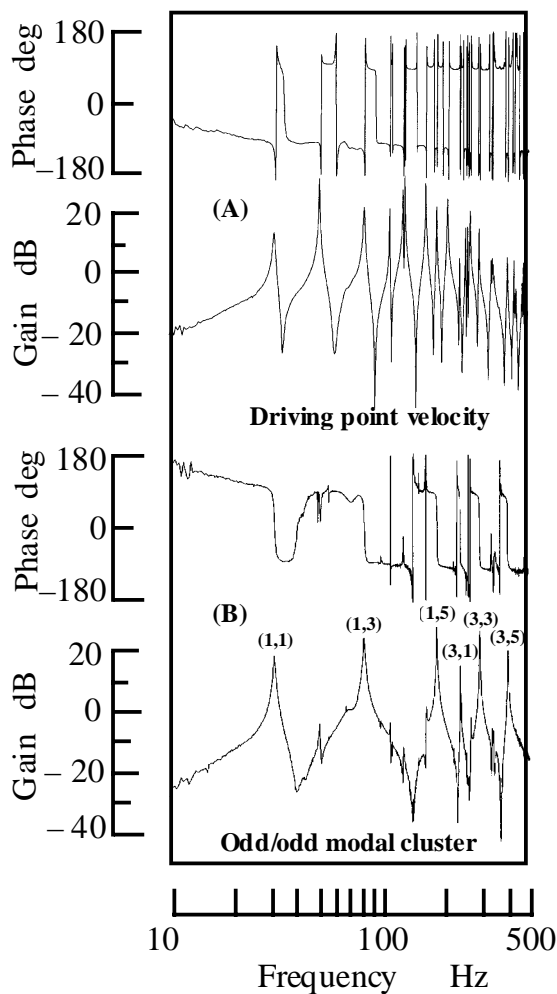 180
Phase deg
0
−180
(A)
20
Gain dB
0
−20
−40
Driving point velocity
180
Phase deg
0
−180
(B)
(1,1)
(1,3)
(1,5)
(3,1)
(3,3)
(3,5)
20
Gain dB
0
−20
−40
Odd/odd modal cluster
10 100 500
Frequency Hz